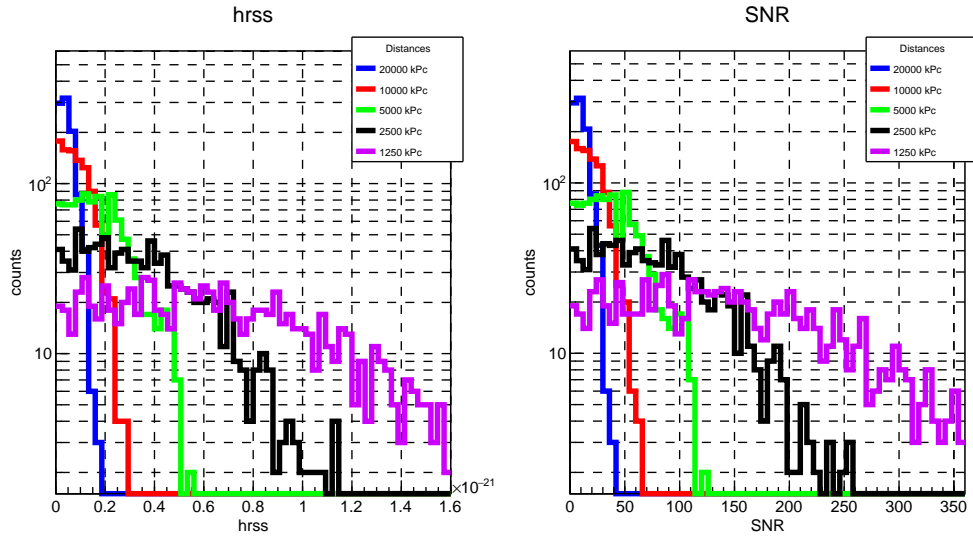 hrss
Distances
20000 kPc
10000 kPc
5000 kPc
2500 kPc
1250 kPc
10²
10
counts
0 0.2 0.4 0.6 0.8 1 1.2 1.4 1.6
×10⁻²¹
hrss
SNR
Distances
20000 kPc
10000 kPc
5000 kPc
2500 kPc
1250 kPc
10²
10
counts
0 50 100 150 200 250 300 350
SNR